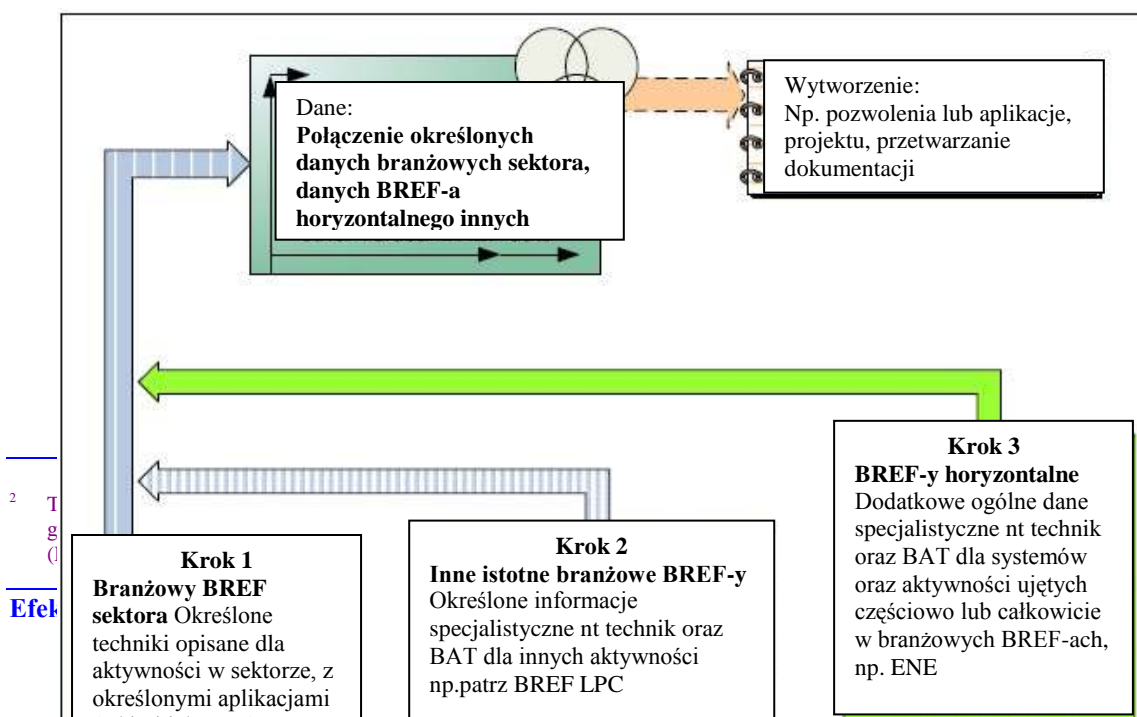 Dane:
Połączenie określonych
danych branżowych sektora,
danych BREF-a
horyzontalnego innych
Wytworzenie:
Np. pozwolenia lub aplikacje,
projektu, przetwarzanie
dokumentacji
Krok 3
BREF-y horyzontalne
Dodatkowe ogólne dane
specjalistyczne nt technik
oraz BAT dla systemów
oraz aktywności ujętych
częściowo lub całkowicie
w branżowych BREF-ach,
np. ENE
2
Krok 1
Branżowy BREF
sektora Określone
techniki opisane dla
aktywności w sektorze, z
określonymi aplikacjami
Krok 2
Inne istotne branżowe BREF-y
Określone informacje
specjalistyczne nt technik oraz
BAT dla innych aktywności
np.patrz BREF LPC